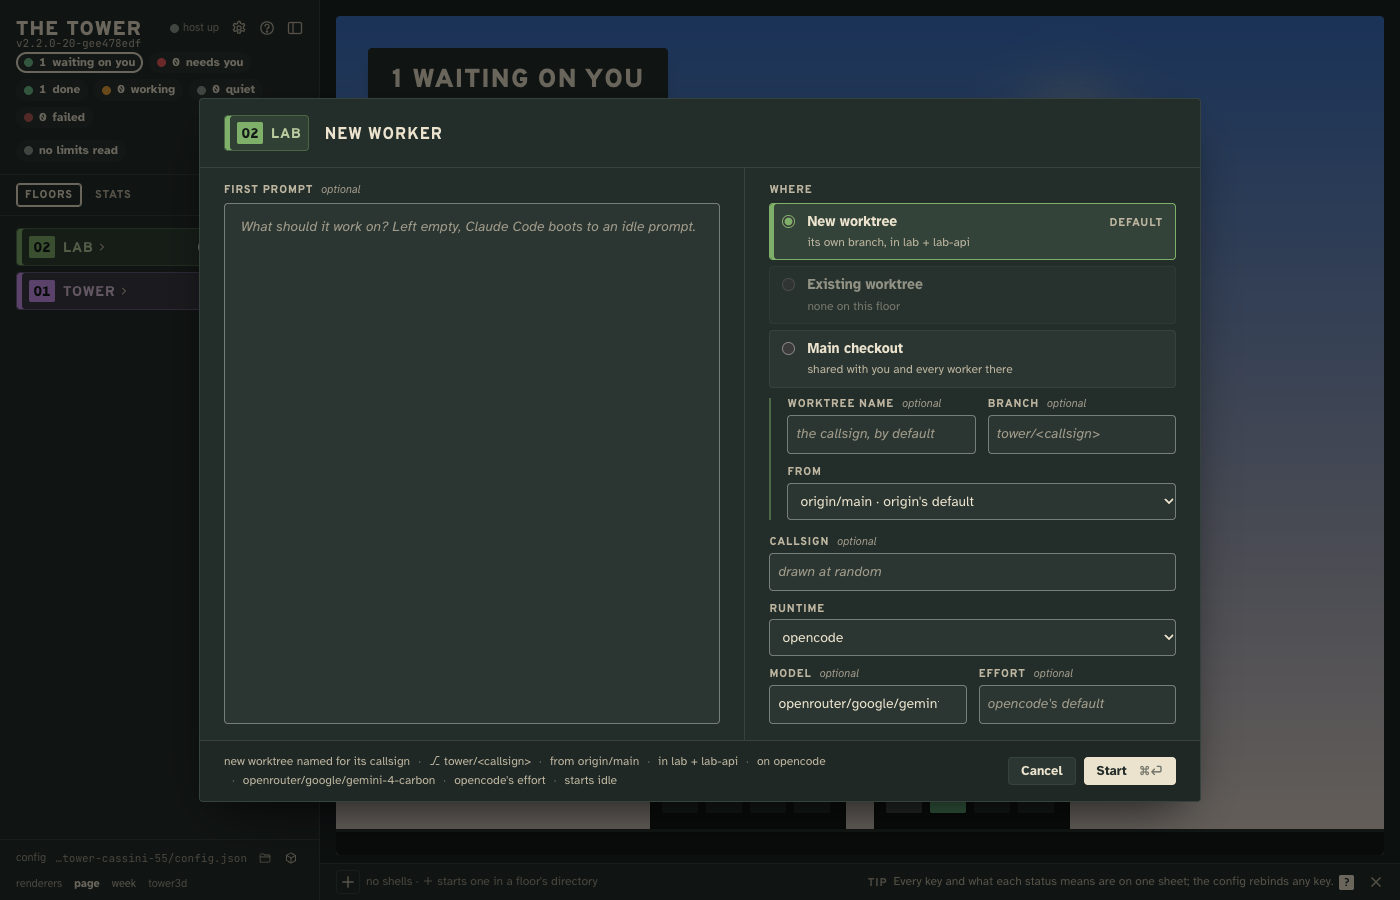 THE TOWER
host up
v2.2.0-20-gee478edf
1 waiting on you
0 needs you
1 done
0 working
0 quiet
0 failed
no limits read
FLOORS
STATS
02 LAB ›
01 TOWER ›
config …tower-cassini-55/config.json
renderers page week tower3d
1 WAITING ON YOU
02 LAB NEW WORKER
FIRST PROMPT optional
What should it work on? Left empty, Claude Code boots to an idle prompt.
WHERE
New worktree DEFAULT
its own branch, in lab + lab-api
Existing worktree
none on this floor
Main checkout
shared with you and every worker there
WORKTREE NAME optional
BRANCH optional
the callsign, by default
tower/<callsign>
FROM
origin/main · origin's default
CALLSIGN optional
drawn at random
RUNTIME
opencode
MODEL optional
EFFORT optional
openrouter/google/gemin
opencode's default
new worktree named for its callsign · ⎇ tower/<callsign> · from origin/main · in lab + lab-api · on opencode
· openrouter/google/gemini-4-carbon · opencode's effort · starts idle
Cancel
Start ⌘↵
+ no shells · + starts one in a floor's directory
TIP Every key and what each status means are on one sheet; the config rebinds any key. ?